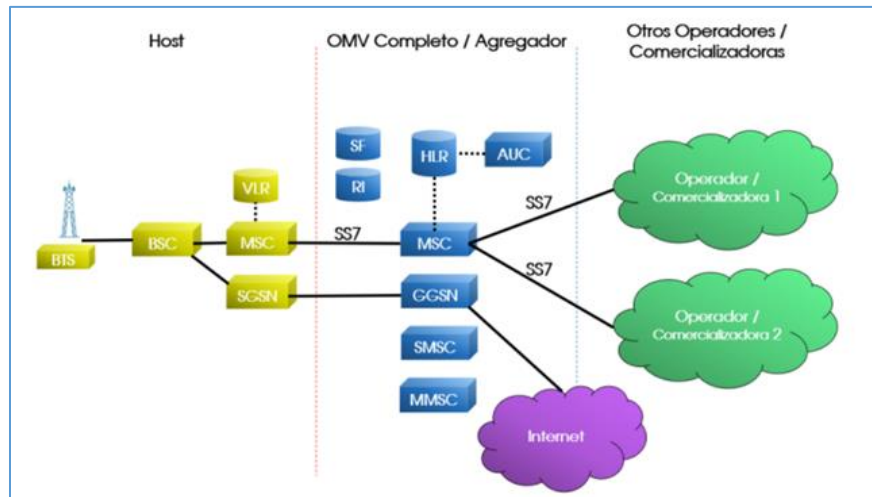 Host
OMV Completo / Agregador
Otros Operadores /
Comercializadoras
SF
RI
HLR
AUC
VLR
BTS
BSC
MSC
SS7
MSC
SS7
SS7
SGSN
GGSN
SMSC
MMSC
Operador /
Comercializadora 1
Operador /
Comercializadora 2
Internet